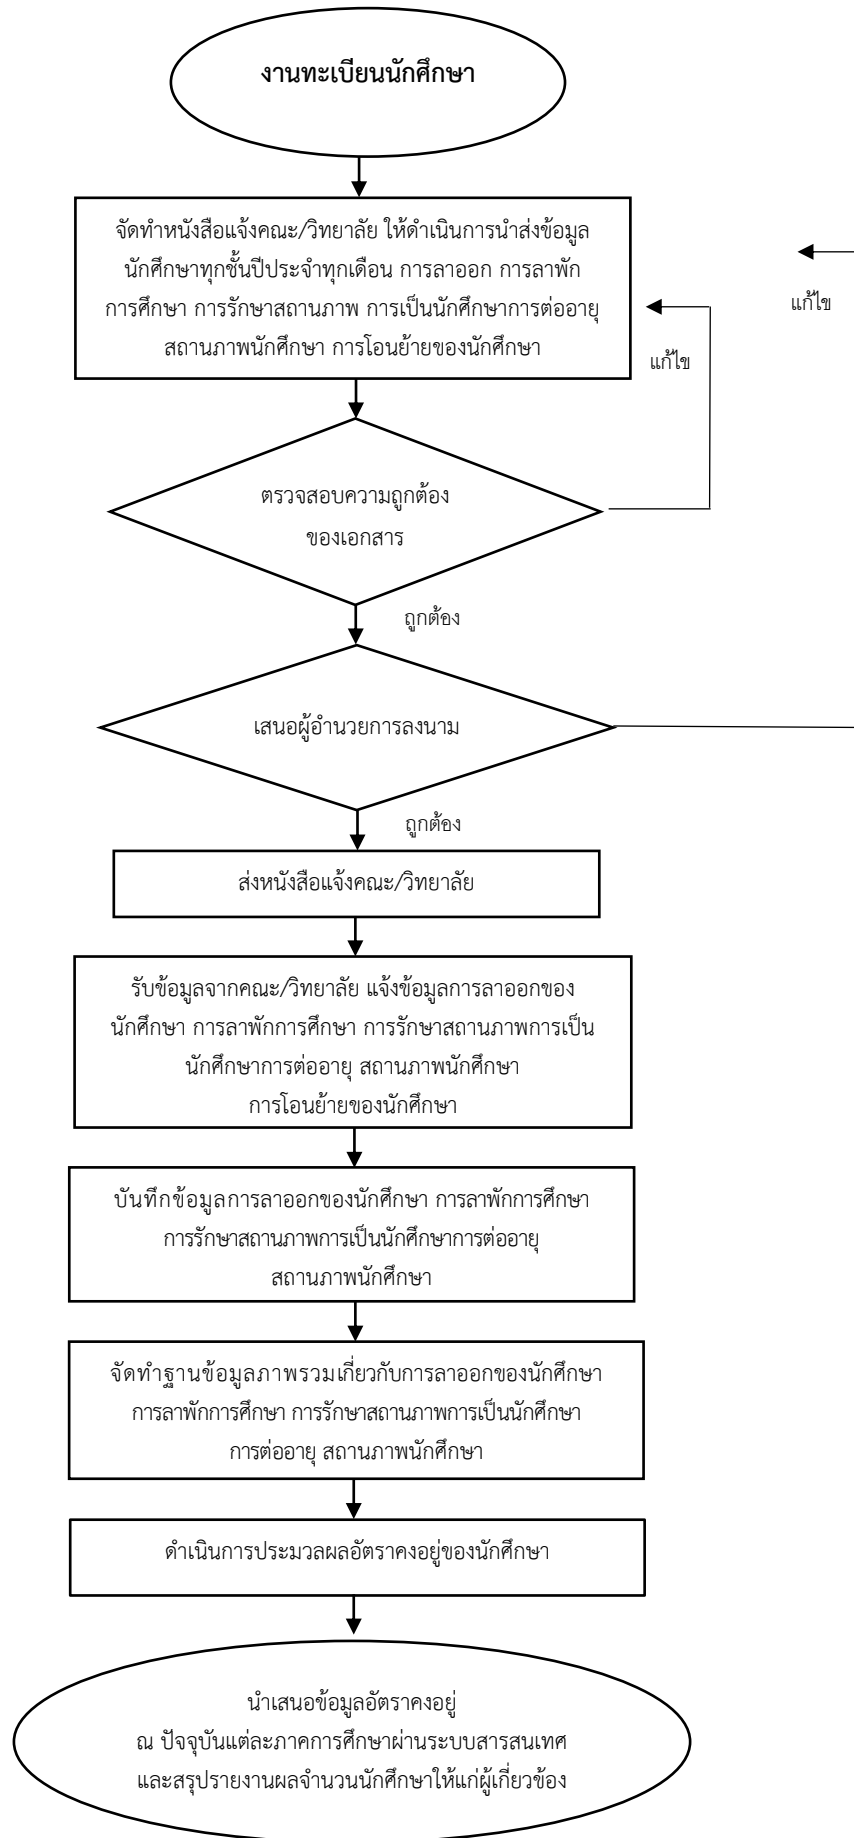 งานทะเบียนนักศึกษา
จัดทำหนังสือแจ้งคณะ/วิทยาลัย ให้ดำเนินการนำส่งข้อมูล
นักศึกษาทุกชั้นปีประจำทุกเดือน การลาออก การลาพัก
การศึกษา การรักษาสถานภาพ การเป็นนักศึกษาการต่ออายุ
สถานภาพนักศึกษา การโอนย้ายของนักศึกษา
แก้ไข
แก้ไข
ตรวจสอบความถูกต้อง
ของเอกสาร
ถูกต้อง
เสนอผู้อำนวยการลงนาม
ถูกต้อง
ส่งหนังสือแจ้งคณะ/วิทยาลัย
รับข้อมูลจากคณะ/วิทยาลัย แจ้งข้อมูลการลาออกของ
นักศึกษา การลาพักการศึกษา การรักษาสถานภาพการเป็น
นักศึกษาการต่ออายุ สถานภาพนักศึกษา
การโอนย้ายของนักศึกษา
บันทึกข้อมูลการลาออกของนักศึกษา การลาพักการศึกษา
การรักษาสถานภาพการเป็นนักศึกษาการต่ออายุ
สถานภาพนักศึกษา
จัดทำฐานข้อมูลภาพรวมเกี่ยวกับการลาออกของนักศึกษา
การลาพักการศึกษา การรักษาสถานภาพการเป็นนักศึกษา
การต่ออายุ สถานภาพนักศึกษา
ดำเนินการประมวลผลอัตราคงอยู่ของนักศึกษา
นำเสนอข้อมูลอัตราคงอยู่
ณ ปัจจุบันแต่ละภาคการศึกษาผ่านระบบสารสนเทศ
และสรุปรายงานผลจำนวนนักศึกษาให้แก่ผู้เกี่ยวข้อง